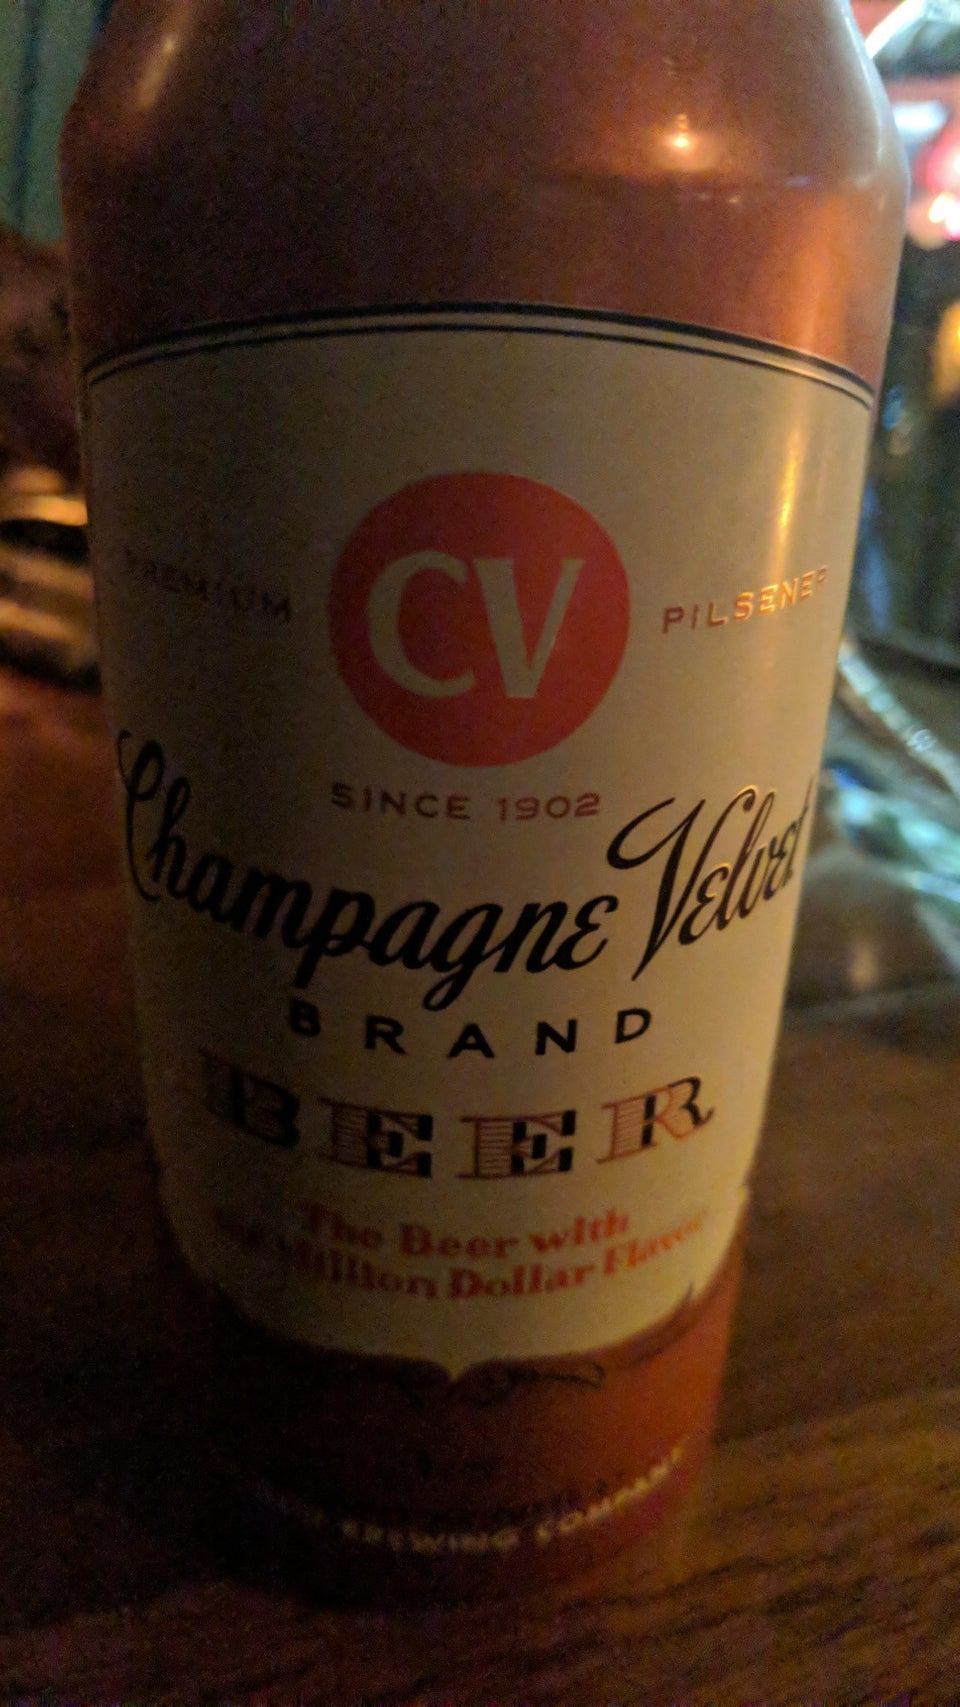 CV
PREMIUM PILSENER
SINCE 1902
Champagne Velvet
BRAND
BEER
The Beer with
Million Dollar Flavor
BREWING COMPANY